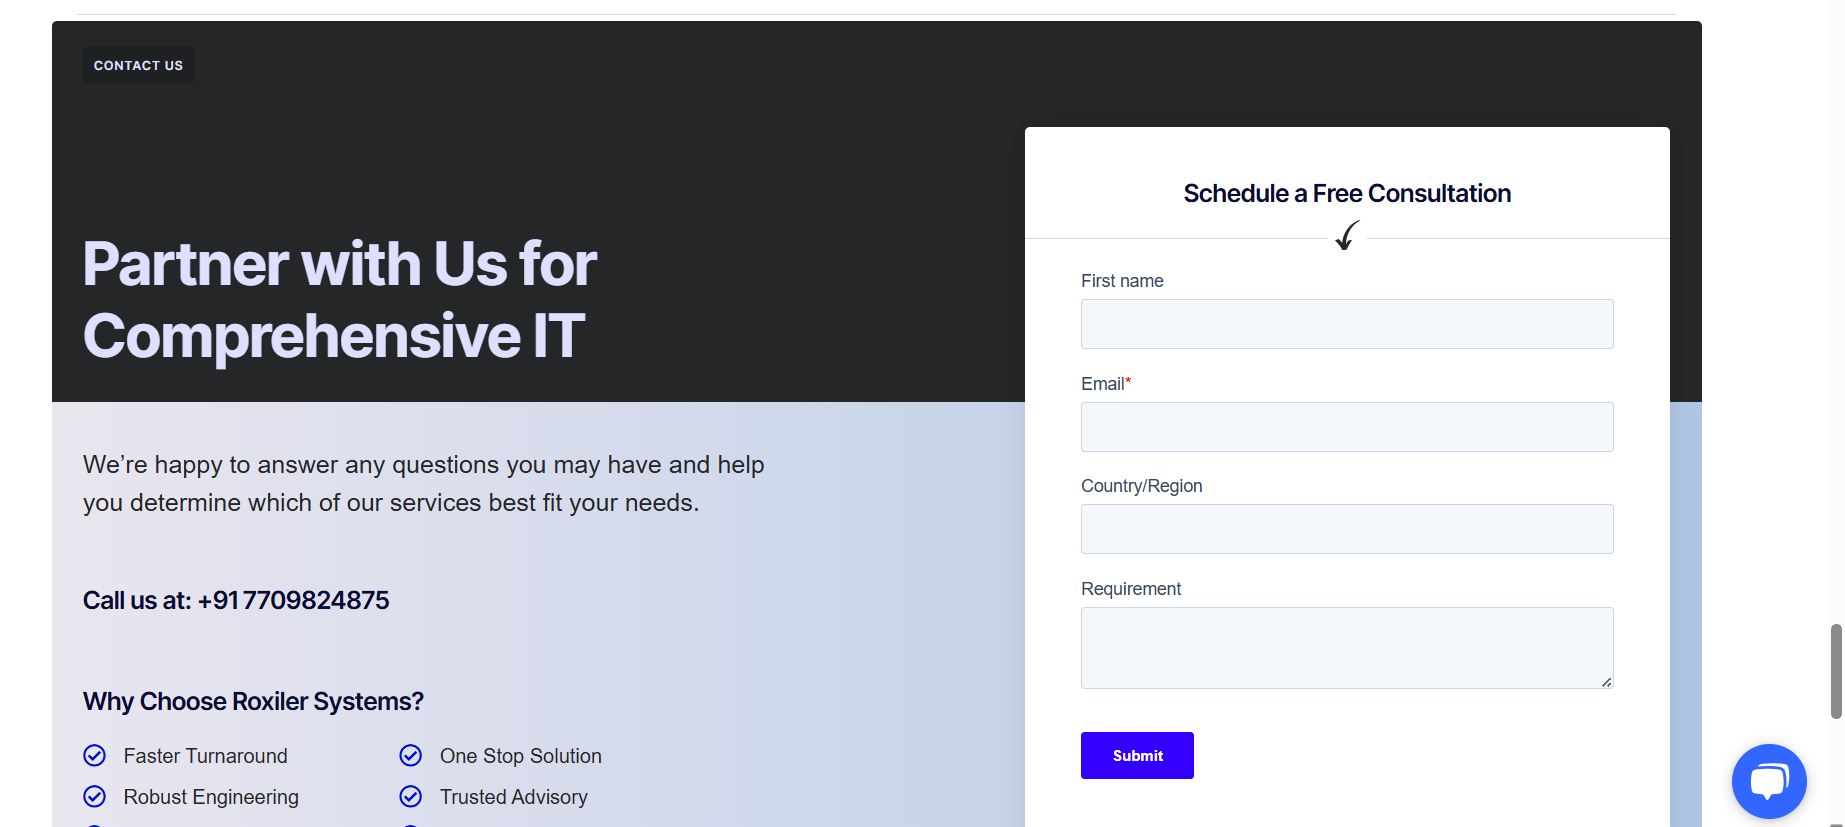 CONTACT US
Partner with Us for
Comprehensive IT
We’re happy to answer any questions you may have and help
you determine which of our services best fit your needs.
Call us at: +917709824875
Why Choose Roxiler Systems?
Faster Turnaround
One Stop Solution
Robust Engineering
Trusted Advisory
Schedule a Free Consultation
First name
Email*
Country/Region
Requirement
Submit